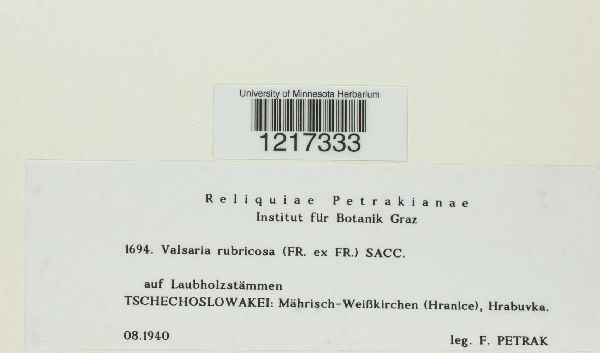 University of Minnesota Herbarium
1217333
Reliquiae Petrakianae
Institut für Botanik Graz
1694. Valsaria rubricosa (FR. ex FR.) SACC.
auf Laubholzstämmen
TSCHECHOSLOWAKEI: Mährisch-Weißkirchen (Hranice), Hrabuvka.
08.1940
leg. F. PETRAK